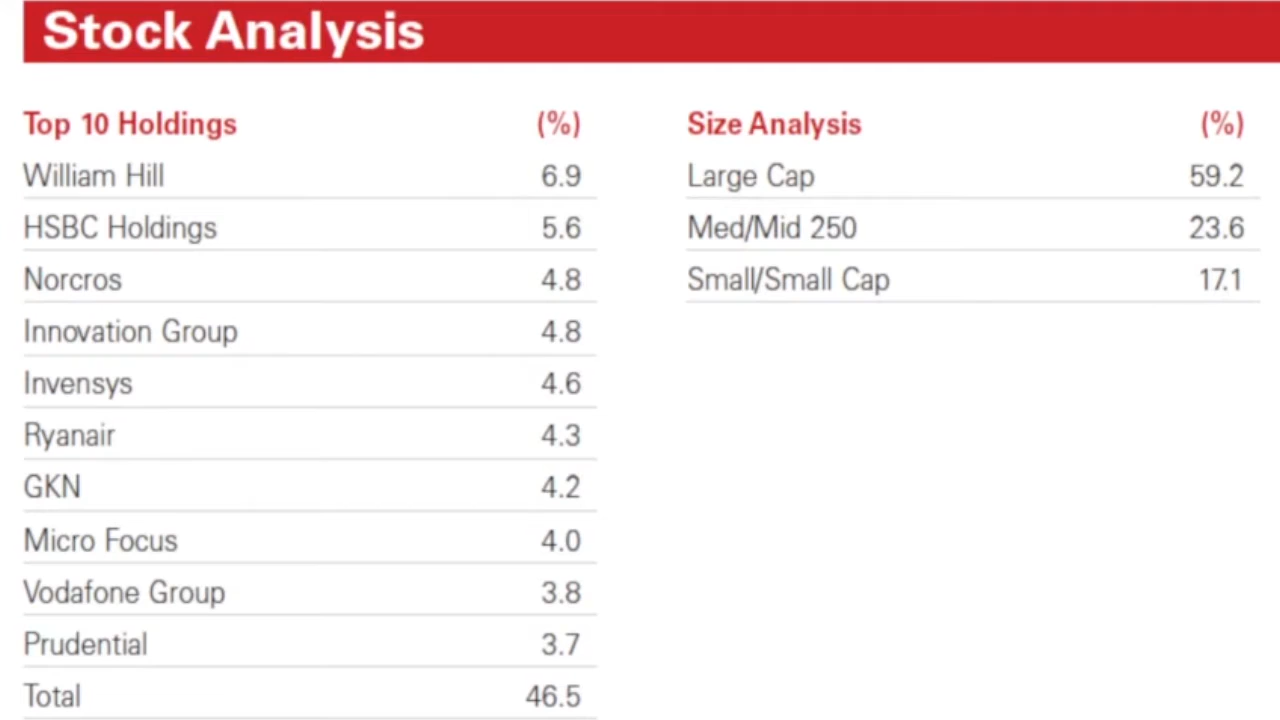 Stock Analysis
Top 10 Holdings (%)
William Hill 6.9
HSBC Holdings 5.6
Norcros 4.8
Innovation Group 4.8
Invensys 4.6
Ryanair 4.3
GKN 4.2
Micro Focus 4.0
Vodafone Group 3.8
Prudential 3.7
Total 46.5
Size Analysis (%)
Large Cap 59.2
Med/Mid 250 23.6
Small/Small Cap 17.1